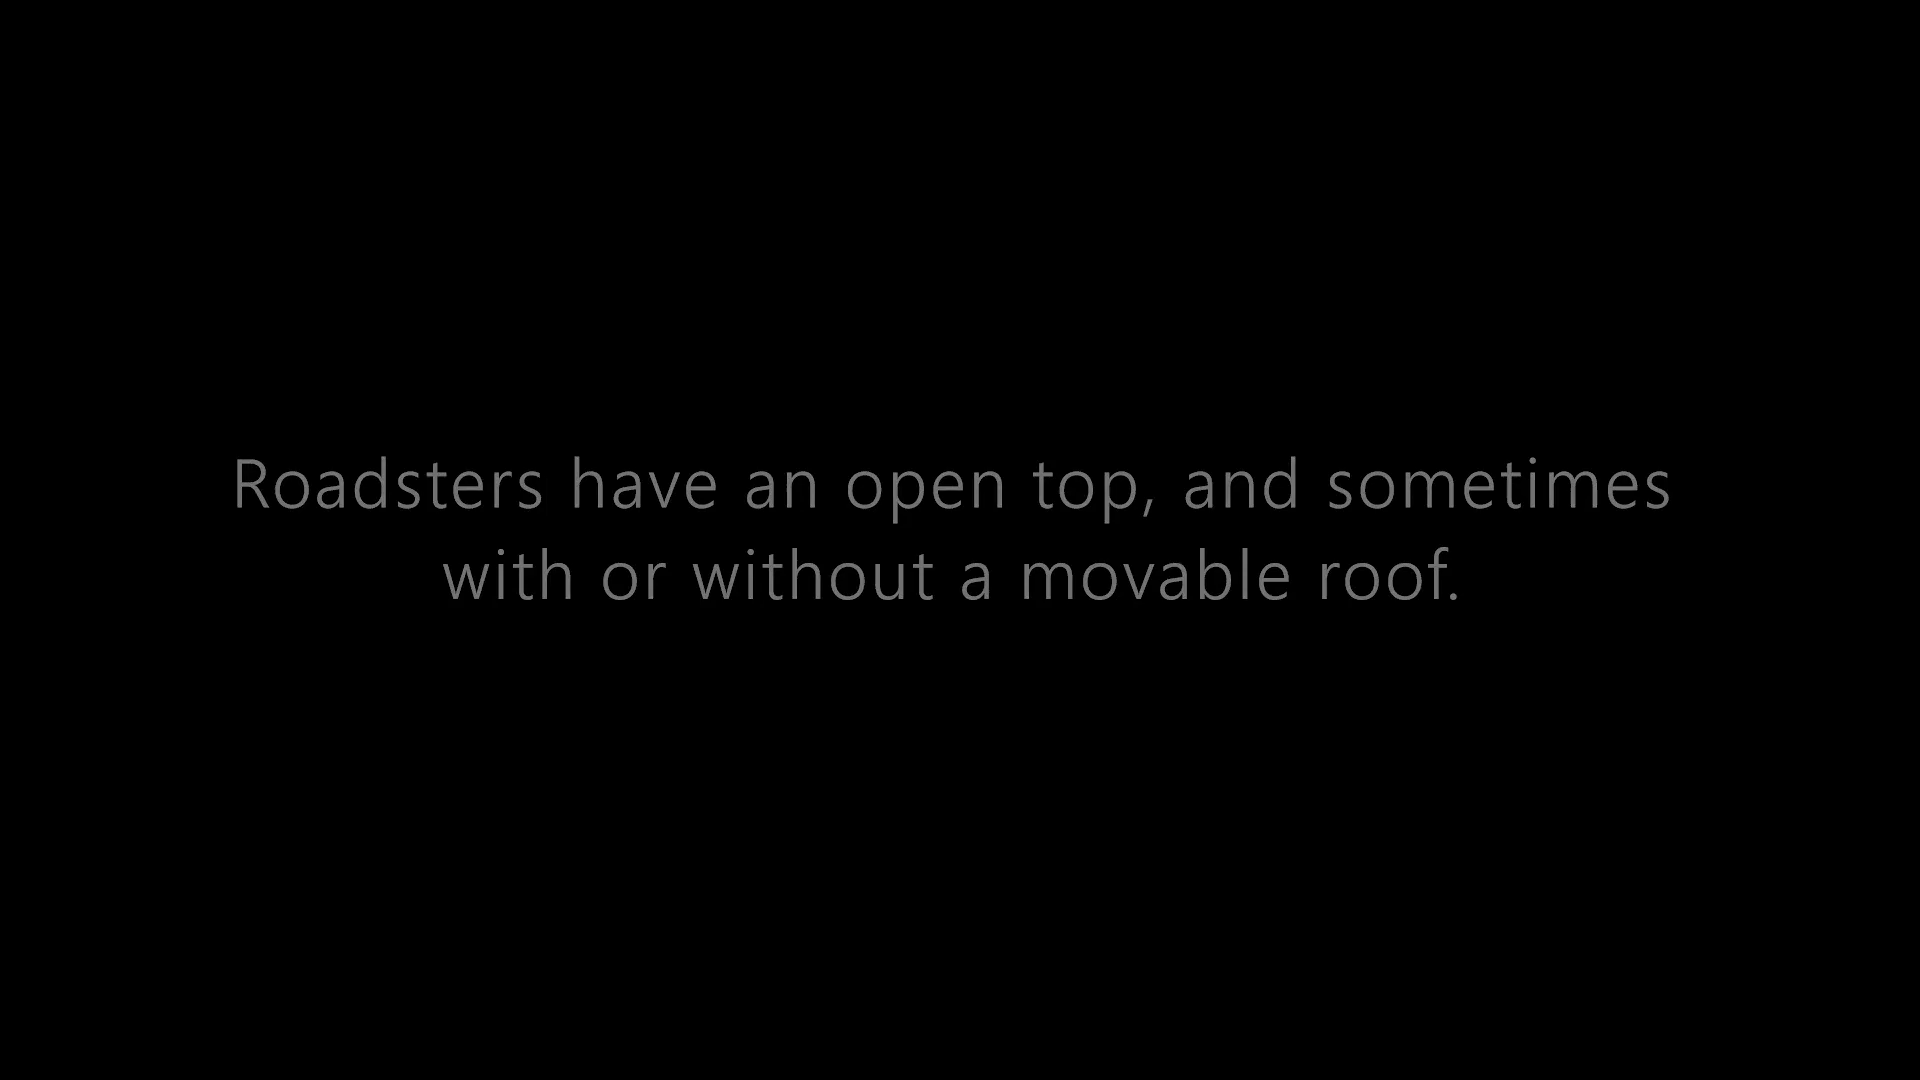 Roadsters have an open top, and sometimes
with or without a movable roof.